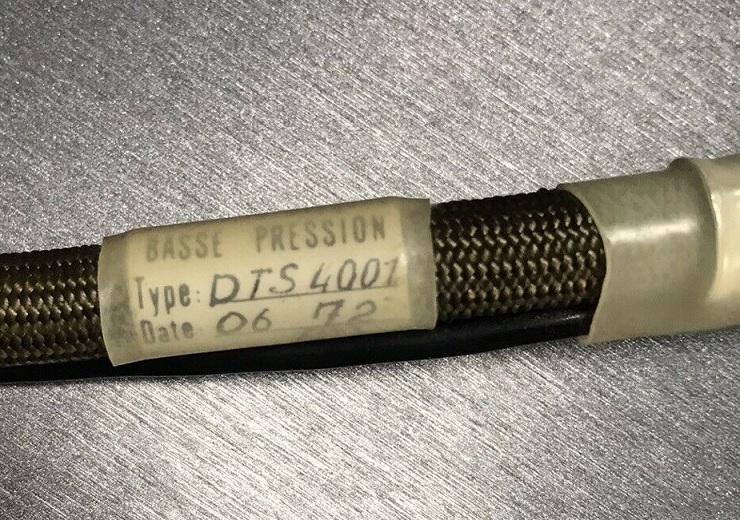 BASSE PRESSION
Type: DTS 4001
Date 06 72